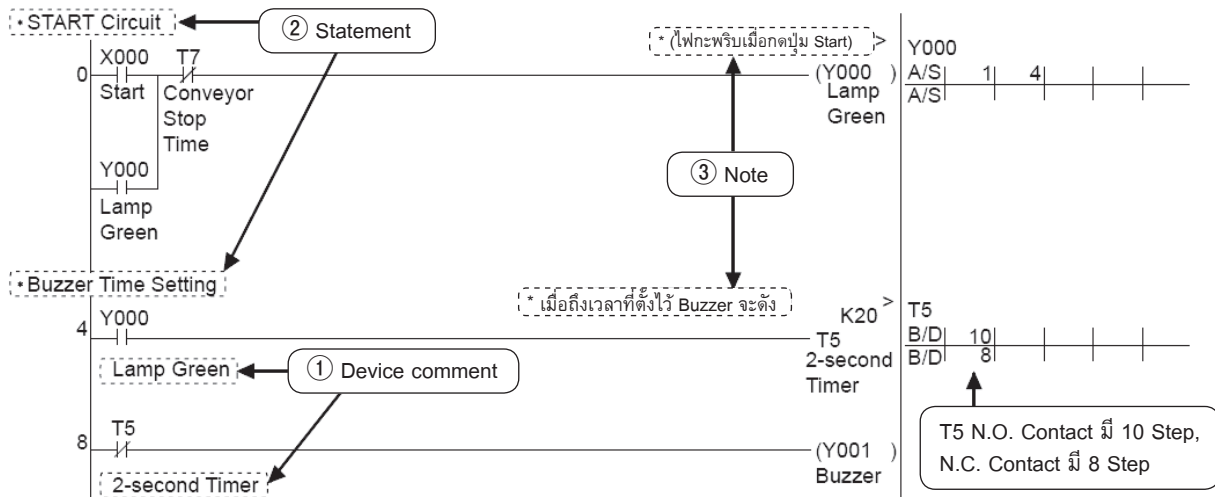 • START Circuit
② Statement
* (ไฟกะพริบเมื่อกดปุ่ม Start) >
Y000
X000 T7
0
(Y000 )
A/S 1 4
A/S
Start Conveyor
Stop
Time
Lamp
Green
Y000
③ Note
Lamp
Green
• Buzzer Time Setting
* เมื่อถึงเวลาที่ตั้งไว้ Buzzer จะดัง
K20 >
T5
Y000
4
T5
B/D 10
B/D 8
2-second
Timer
Lamp Green
① Device comment
T5 N.O. Contact มี 10 Step,
N.C. Contact มี 8 Step
T5
8
(Y001 )
Buzzer
2-second Timer